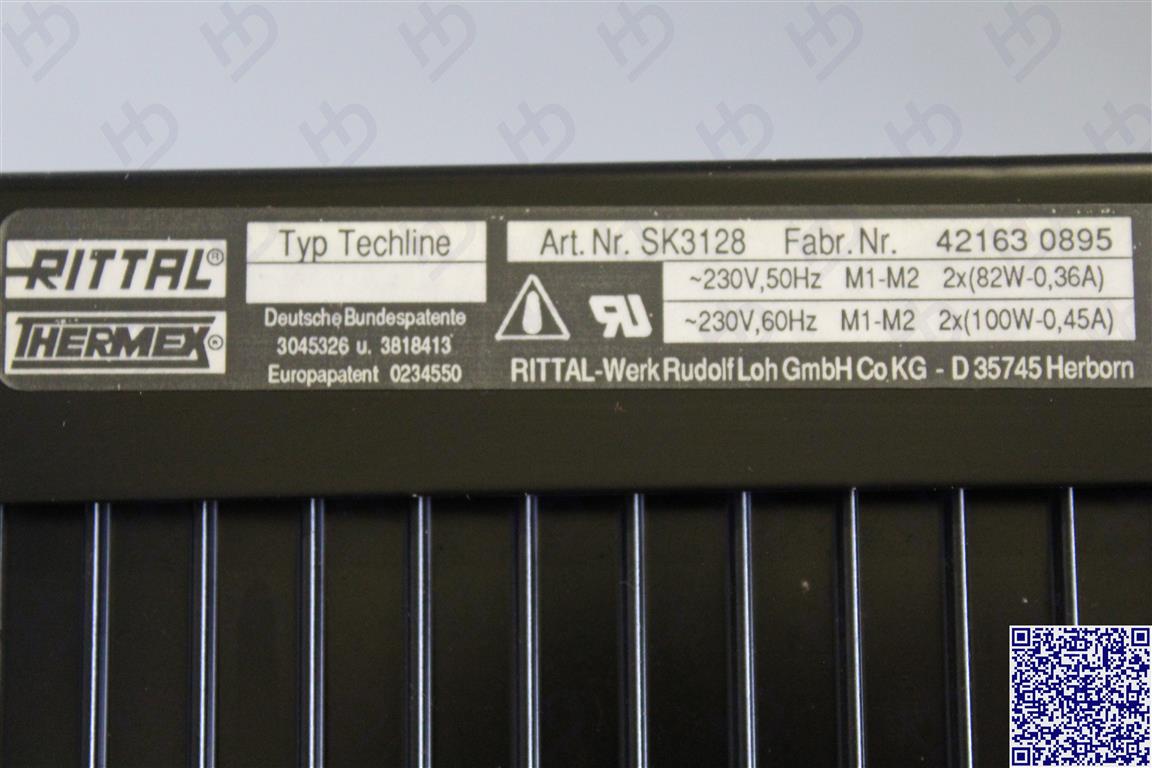 RITTAL®
THERMEX®
Typ Techline
Deutsche Bundespatente
3045326 u. 3818413
Europapatent 0234550
Art. Nr. SK3128 Fabr. Nr. 42163 0895
~230V,50Hz M1-M2 2x(82W-0,36A)
~230V,60Hz M1-M2 2x(100W-0,45A)
RITTAL-Werk Rudolf Loh GmbH Co KG - D 35745 Herborn